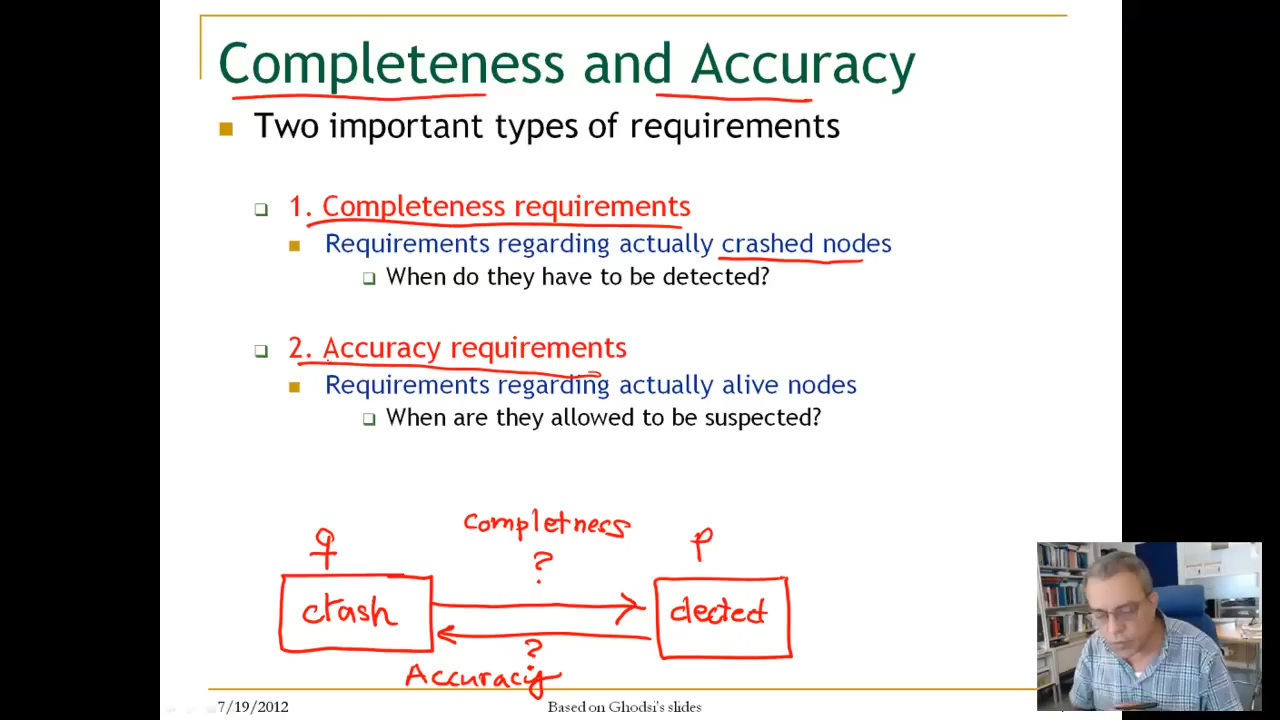 Completeness and Accuracy
Two important types of requirements
1. Completeness requirements
Requirements regarding actually crashed nodes
When do they have to be detected?
2. Accuracy requirements
Requirements regarding actually alive nodes
When are they allowed to be suspected?
completness
q ? p
crash dected
?
Accuraciy
7/19/2012 Based on Ghodsi's slides